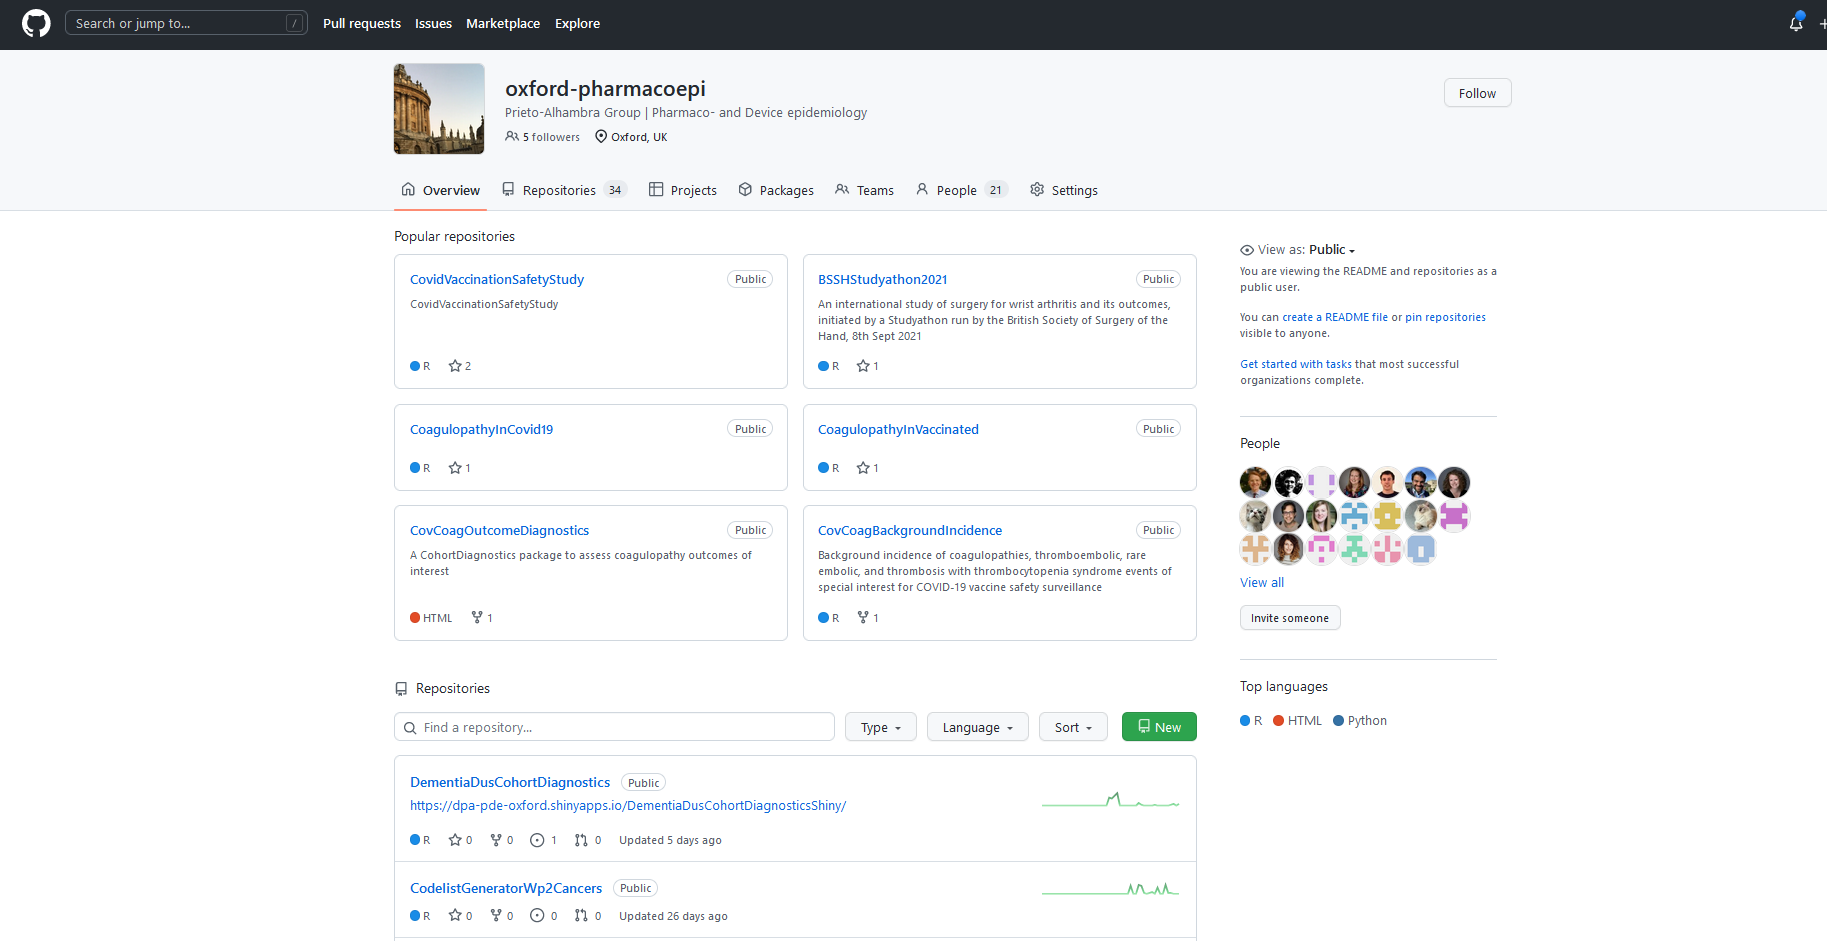 Search or jump to...
/
Pull requests
Issues
Marketplace
Explore
oxford-pharmacoepi
Prieto-Alhambra Group | Pharmaco- and Device epidemiology
5 followers
Oxford, UK
Follow
Overview
Repositories 34
Projects
Packages
Teams
People 21
Settings
Popular repositories
CovidVaccinationSafetyStudy
Public
CovidVaccinationSafetyStudy
R
2
BSSHStudyathon2021
Public
An international study of surgery for wrist arthritis and its outcomes,
initiated by a Studyathon run by the British Society of Surgery of the
Hand, 8th Sept 2021
R
1
CoagulopathyInCovid19
Public
R
1
CoagulopathyInVaccinated
Public
R
1
CovCoagOutcomeDiagnostics
Public
A CohortDiagnostics package to assess coagulopathy outcomes of
interest
HTML
1
CovCoagBackgroundIncidence
Public
Background incidence of coagulopathies, thromboembolic, rare
embolic, and thrombosis with thrombocytopenia syndrome events of
special interest for COVID-19 vaccine safety surveillance
R
1
Repositories
Find a repository...
Type
Language
Sort
New
DementiaDusCohortDiagnostics
Public
https://dpa-pde-oxford.shinyapps.io/DementiaDusCohortDiagnosticsShiny/
R
0
0
1
0
Updated 5 days ago
CodelistGeneratorWp2Cancers
Public
R
0
0
0
0
Updated 26 days ago
View as: Public
You are viewing the README and repositories as a
public user.
You can create a README file or pin repositories
visible to anyone.
Get started with tasks that most successful
organizations complete.
People
View all
Invite someone
Top languages
R
HTML
Python